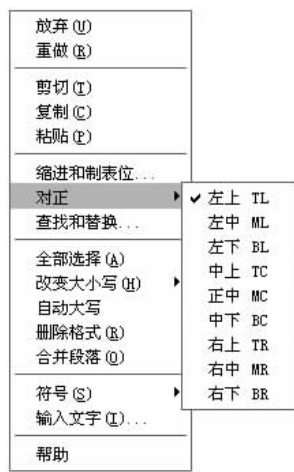 放弃(U)
重做(R)
剪切(T)
复制(C)
粘贴(P)
缩进和制表位...
对正
查找和替换...
全部选择(A)
改变大小写(H)
自动大写
删除格式(R)
合并段落(O)
符号(S)
输入文字(I)...
帮助
✓ 左上 TL
左中 ML
左下 BL
中上 TC
正中 MC
中下 BC
右上 TR
右中 MR
右下 BR